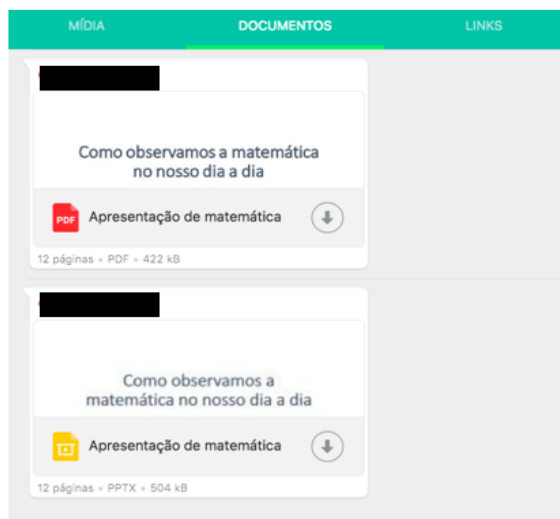 MÍDIA
DOCUMENTOS
LINKS
Como observamos a matemática
no nosso dia a dia
PDF
Apresentação de matemática
12 páginas • PDF • 422 kB
Como observamos a
matemática no nosso dia a dia
Apresentação de matemática
12 páginas • PPTX • 504 kB